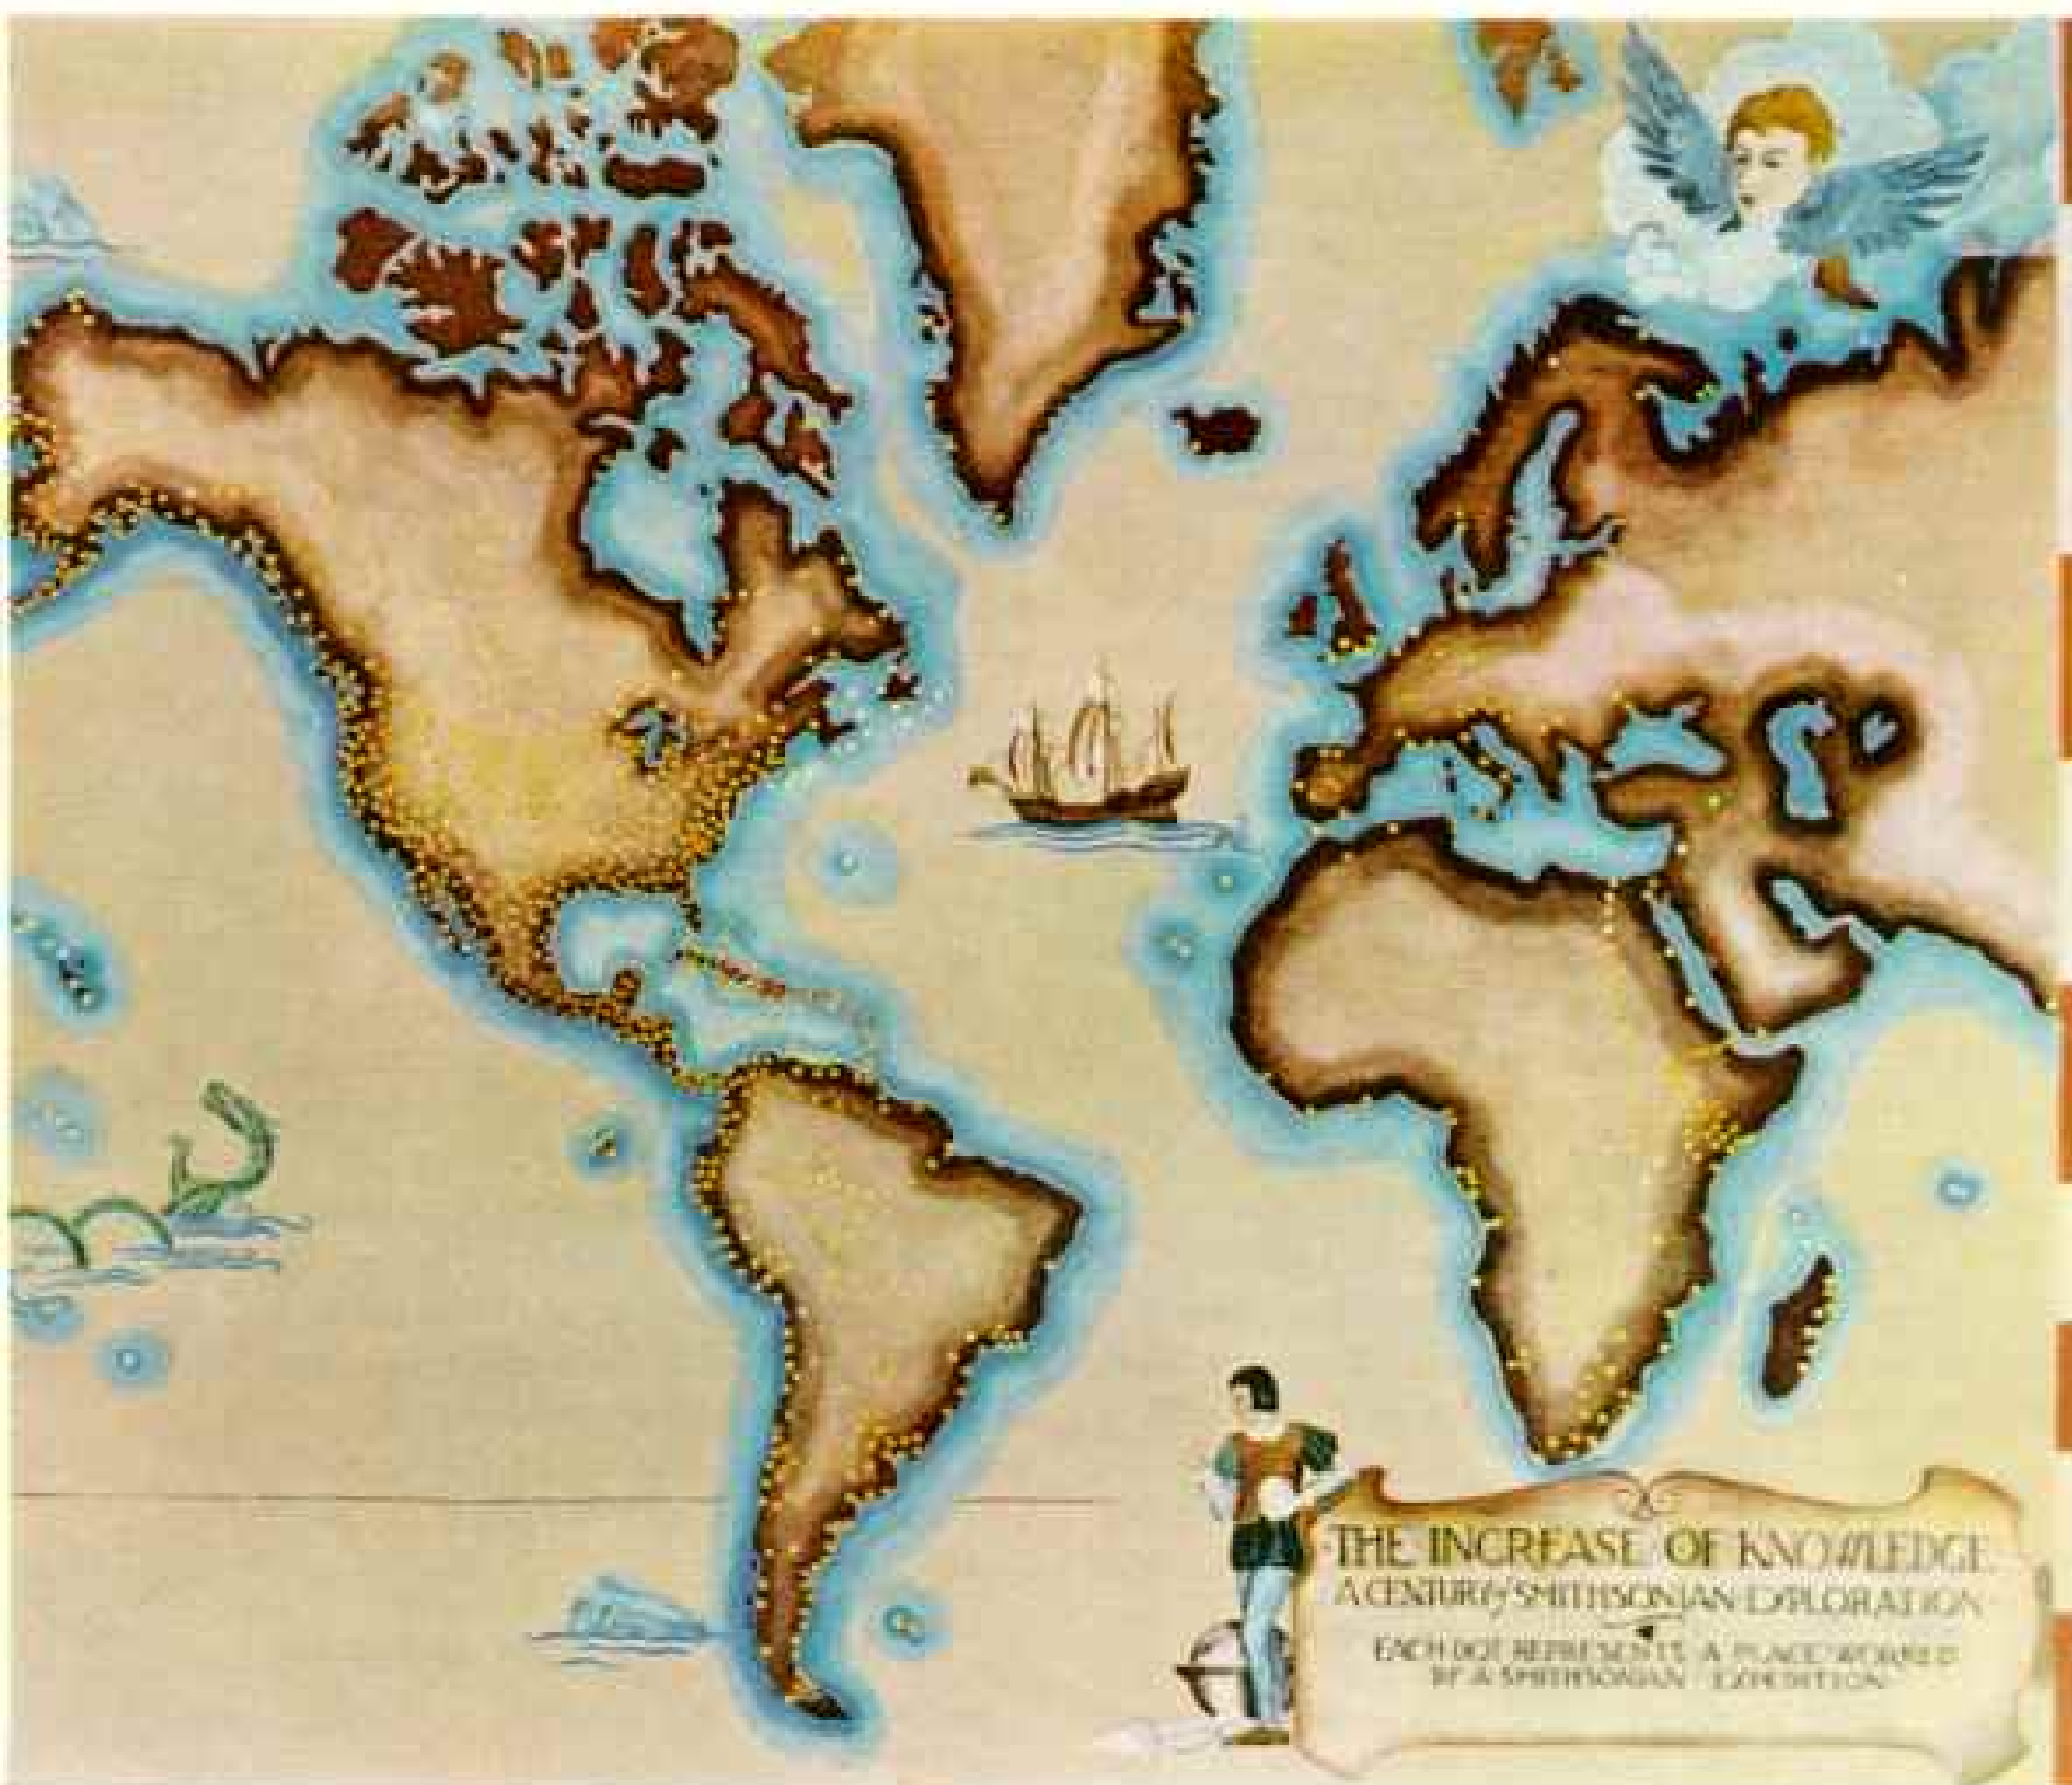 THE INCREASE OF KNOWLEDGE
A CENTURY of SMITHSONIAN EXPLORATION
EACH DOT REPRESENTS A PLACE WORKED
BY A SMITHSONIAN EXPEDITION